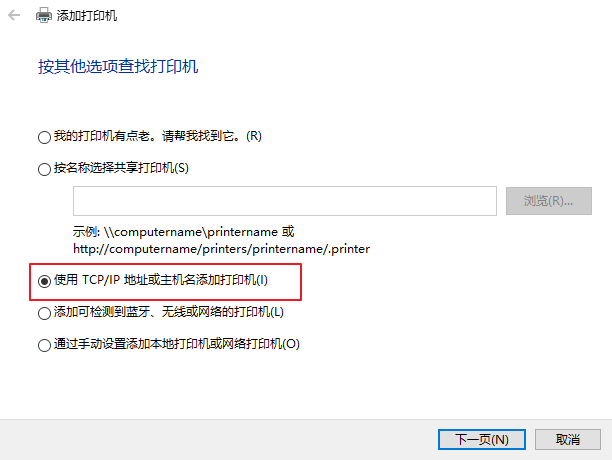 添加打印机
按其他选项查找打印机
我的打印机有点老。请帮我找到它。(R)
按名称选择共享打印机(S)
浏览(R)...
示例: \\computername\printername 或
http://computername/printers/printername/.printer
使用 TCP/IP 地址或主机名添加打印机(I)
添加可检测到蓝牙、无线或网络的打印机(L)
通过手动设置添加本地打印机或网络打印机(O)
下一页(N)
取消